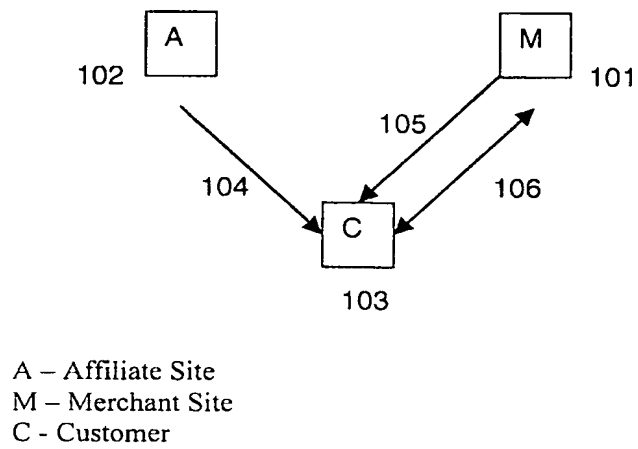 A
M
102
101
105
104
106
C
103
A – Affiliate Site
M – Merchant Site
C - Customer